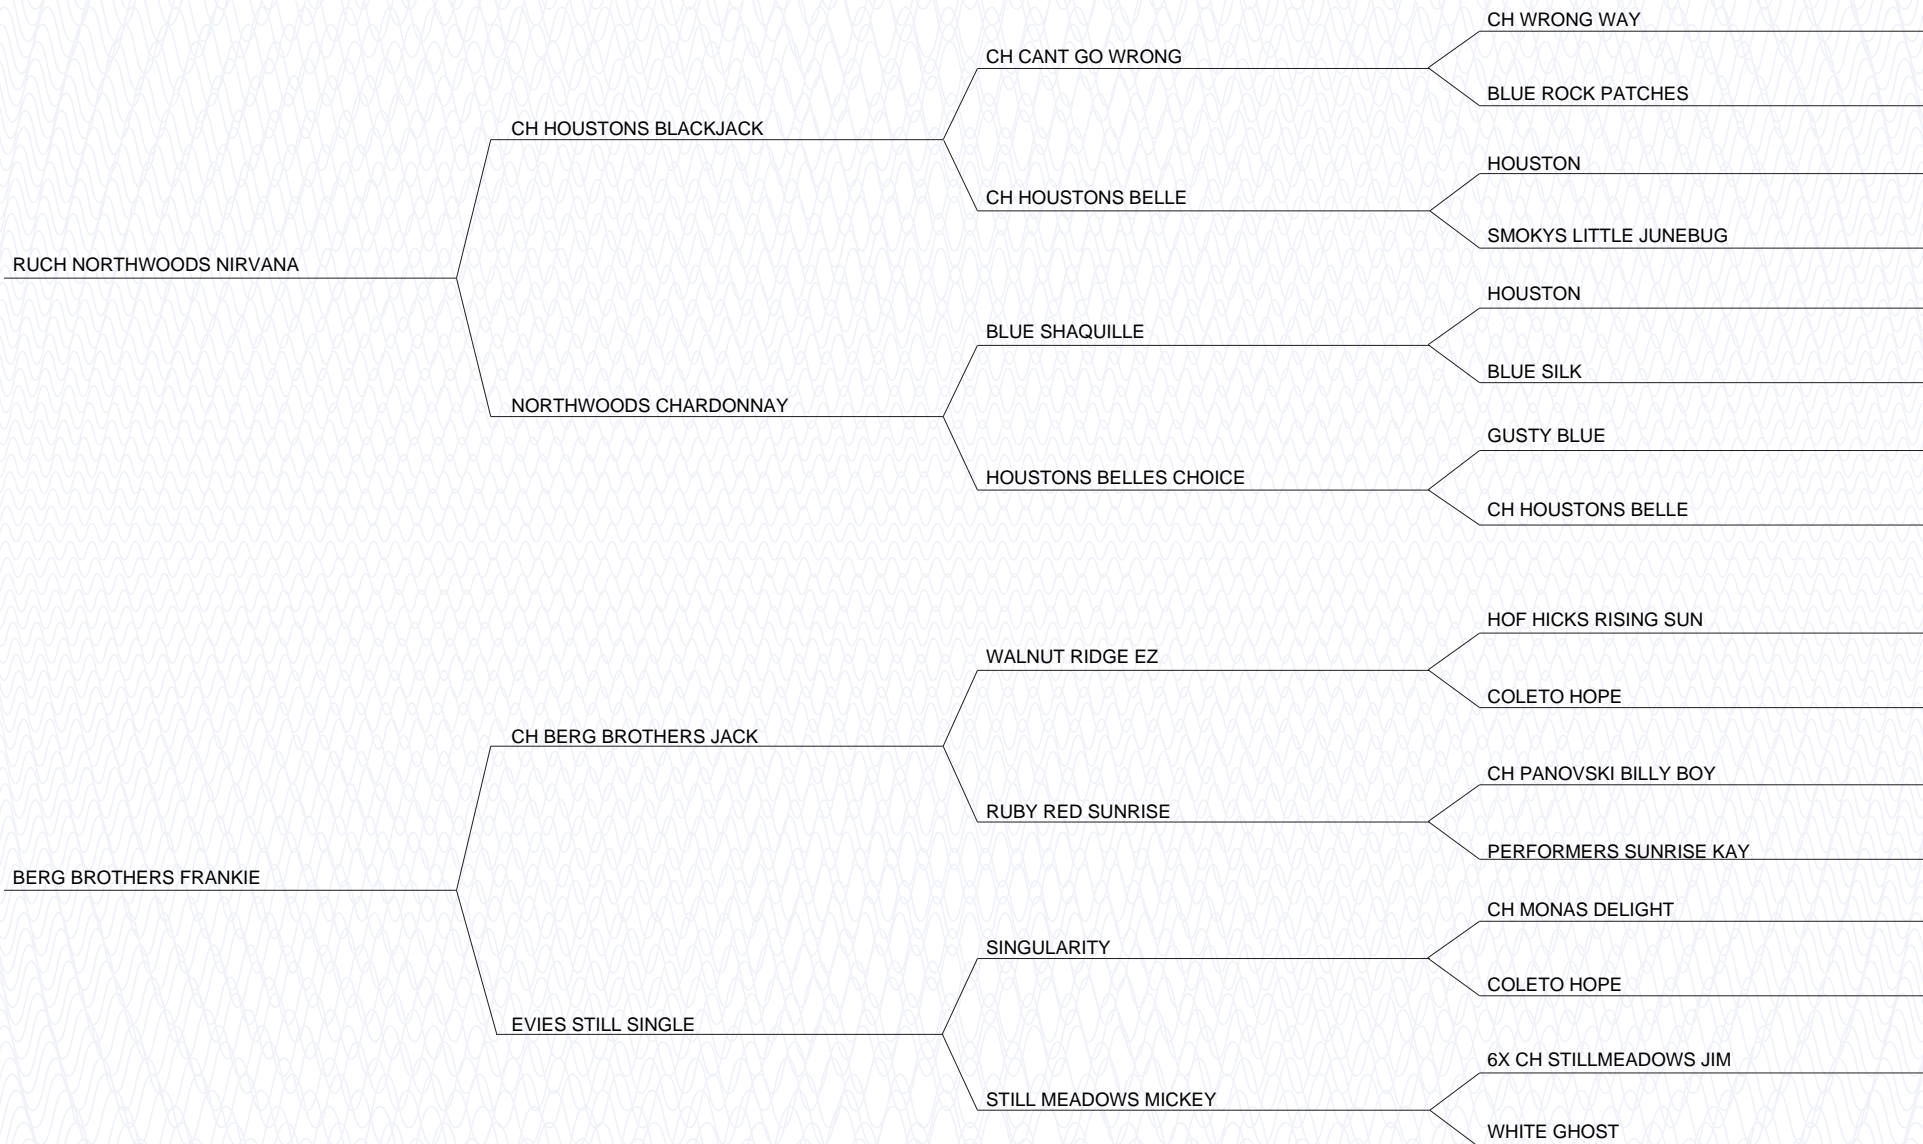 CH WRONG WAY
CH CANT GO WRONG
BLUE ROCK PATCHES
CH HOUSTONS BLACKJACK
HOUSTON
CH HOUSTONS BELLE
SMOKYS LITTLE JUNEBUG
RUCH NORTHWOODS NIRVANA
HOUSTON
BLUE SHAQUILLE
BLUE SILK
NORTHWOODS CHARDONNAY
GUSTY BLUE
HOUSTONS BELLES CHOICE
CH HOUSTONS BELLE
HOF HICKS RISING SUN
WALNUT RIDGE EZ
COLETO HOPE
CH BERG BROTHERS JACK
CH PANOVSKI BILLY BOY
RUBY RED SUNRISE
PERFORMERS SUNRISE KAY
BERG BROTHERS FRANKIE
CH MONAS DELIGHT
SINGULARITY
COLETO HOPE
EVIES STILL SINGLE
6X CH STILLMEADOWS JIM
STILL MEADOWS MICKEY
WHITE GHOST